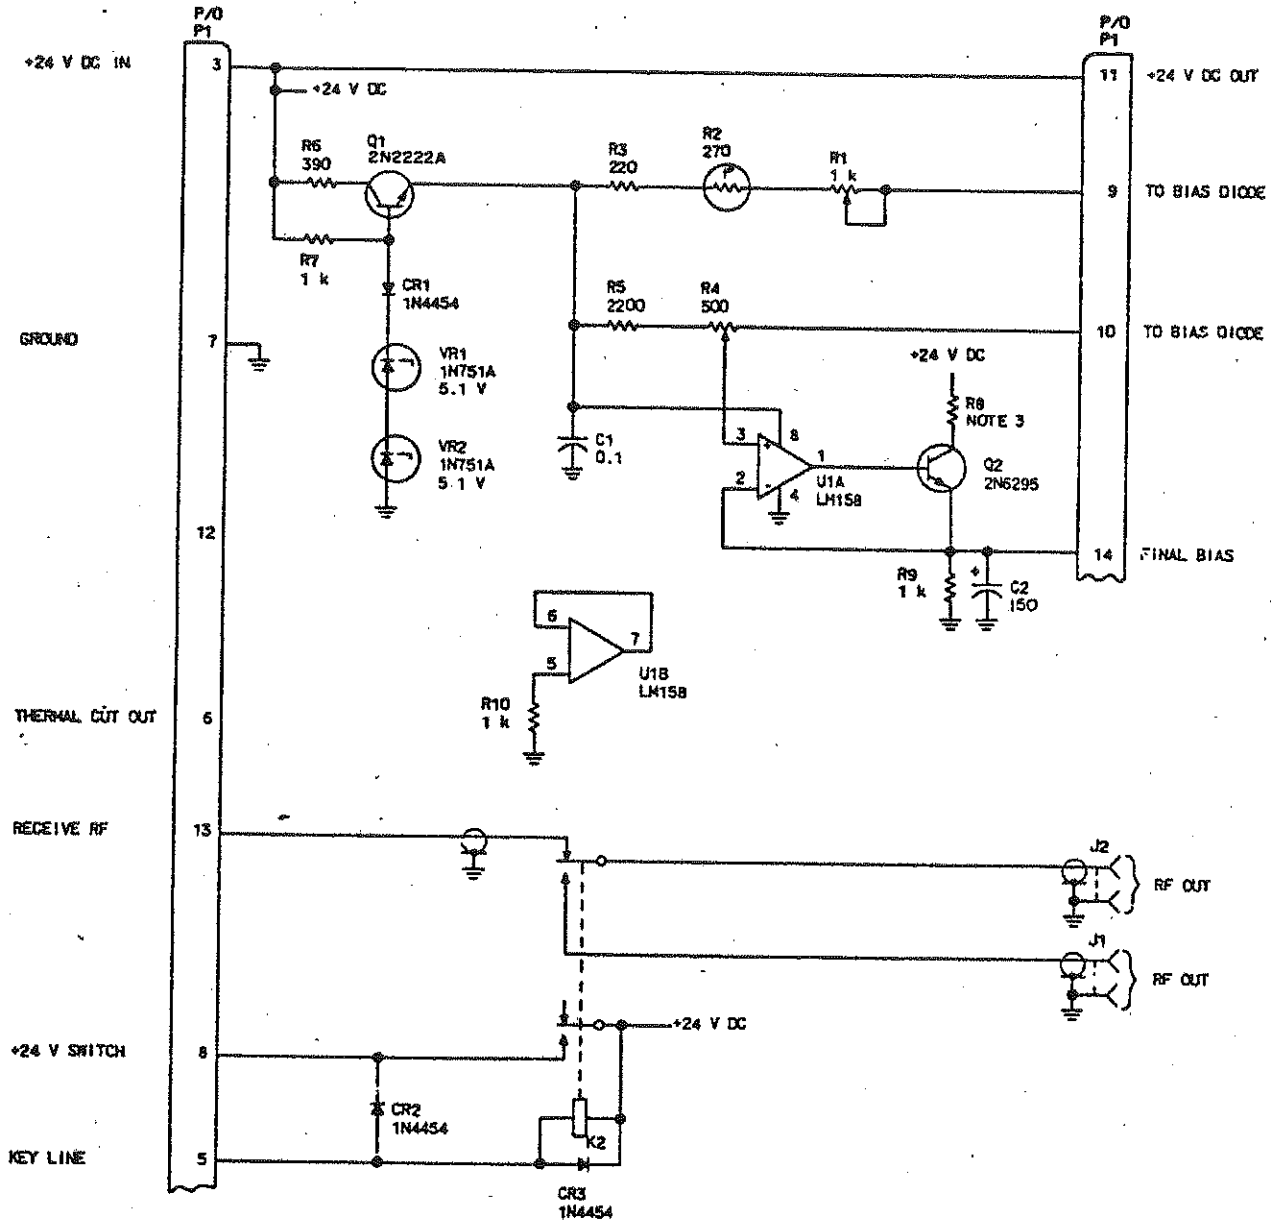 P/O
P1
P/O
P1
+24 V DC IN
3
11
+24 V DC OUT
+24 V DC
R6
390
Q1
2N2222A
R3
220
R2
270
R1
1 k
9
TO BIAS DIODE
R7
1 k
CR1
1N4454
R5
2200
R4
500
10
TO BIAS DIODE
GROUND
7
VR1
1N751A
5.1 V
+24 V DC
R8
NOTE 3
C1
0.1
3
8
+
1
2
-
4
U1A
LM158
Q2
2N6295
VR2
1N751A
5.1 V
12
14
FINAL BIAS
R9
1 k
+
C2
150
6
7
5
U1B
LM158
R10
1 k
THERMAL CUT OUT
6
RECEIVE RF
13
J2
RF OUT
J1
RF OUT
+24 V DC
+24 V SWITCH
8
CR2
1N4454
K2
KEY LINE
5
CR3
1N4454